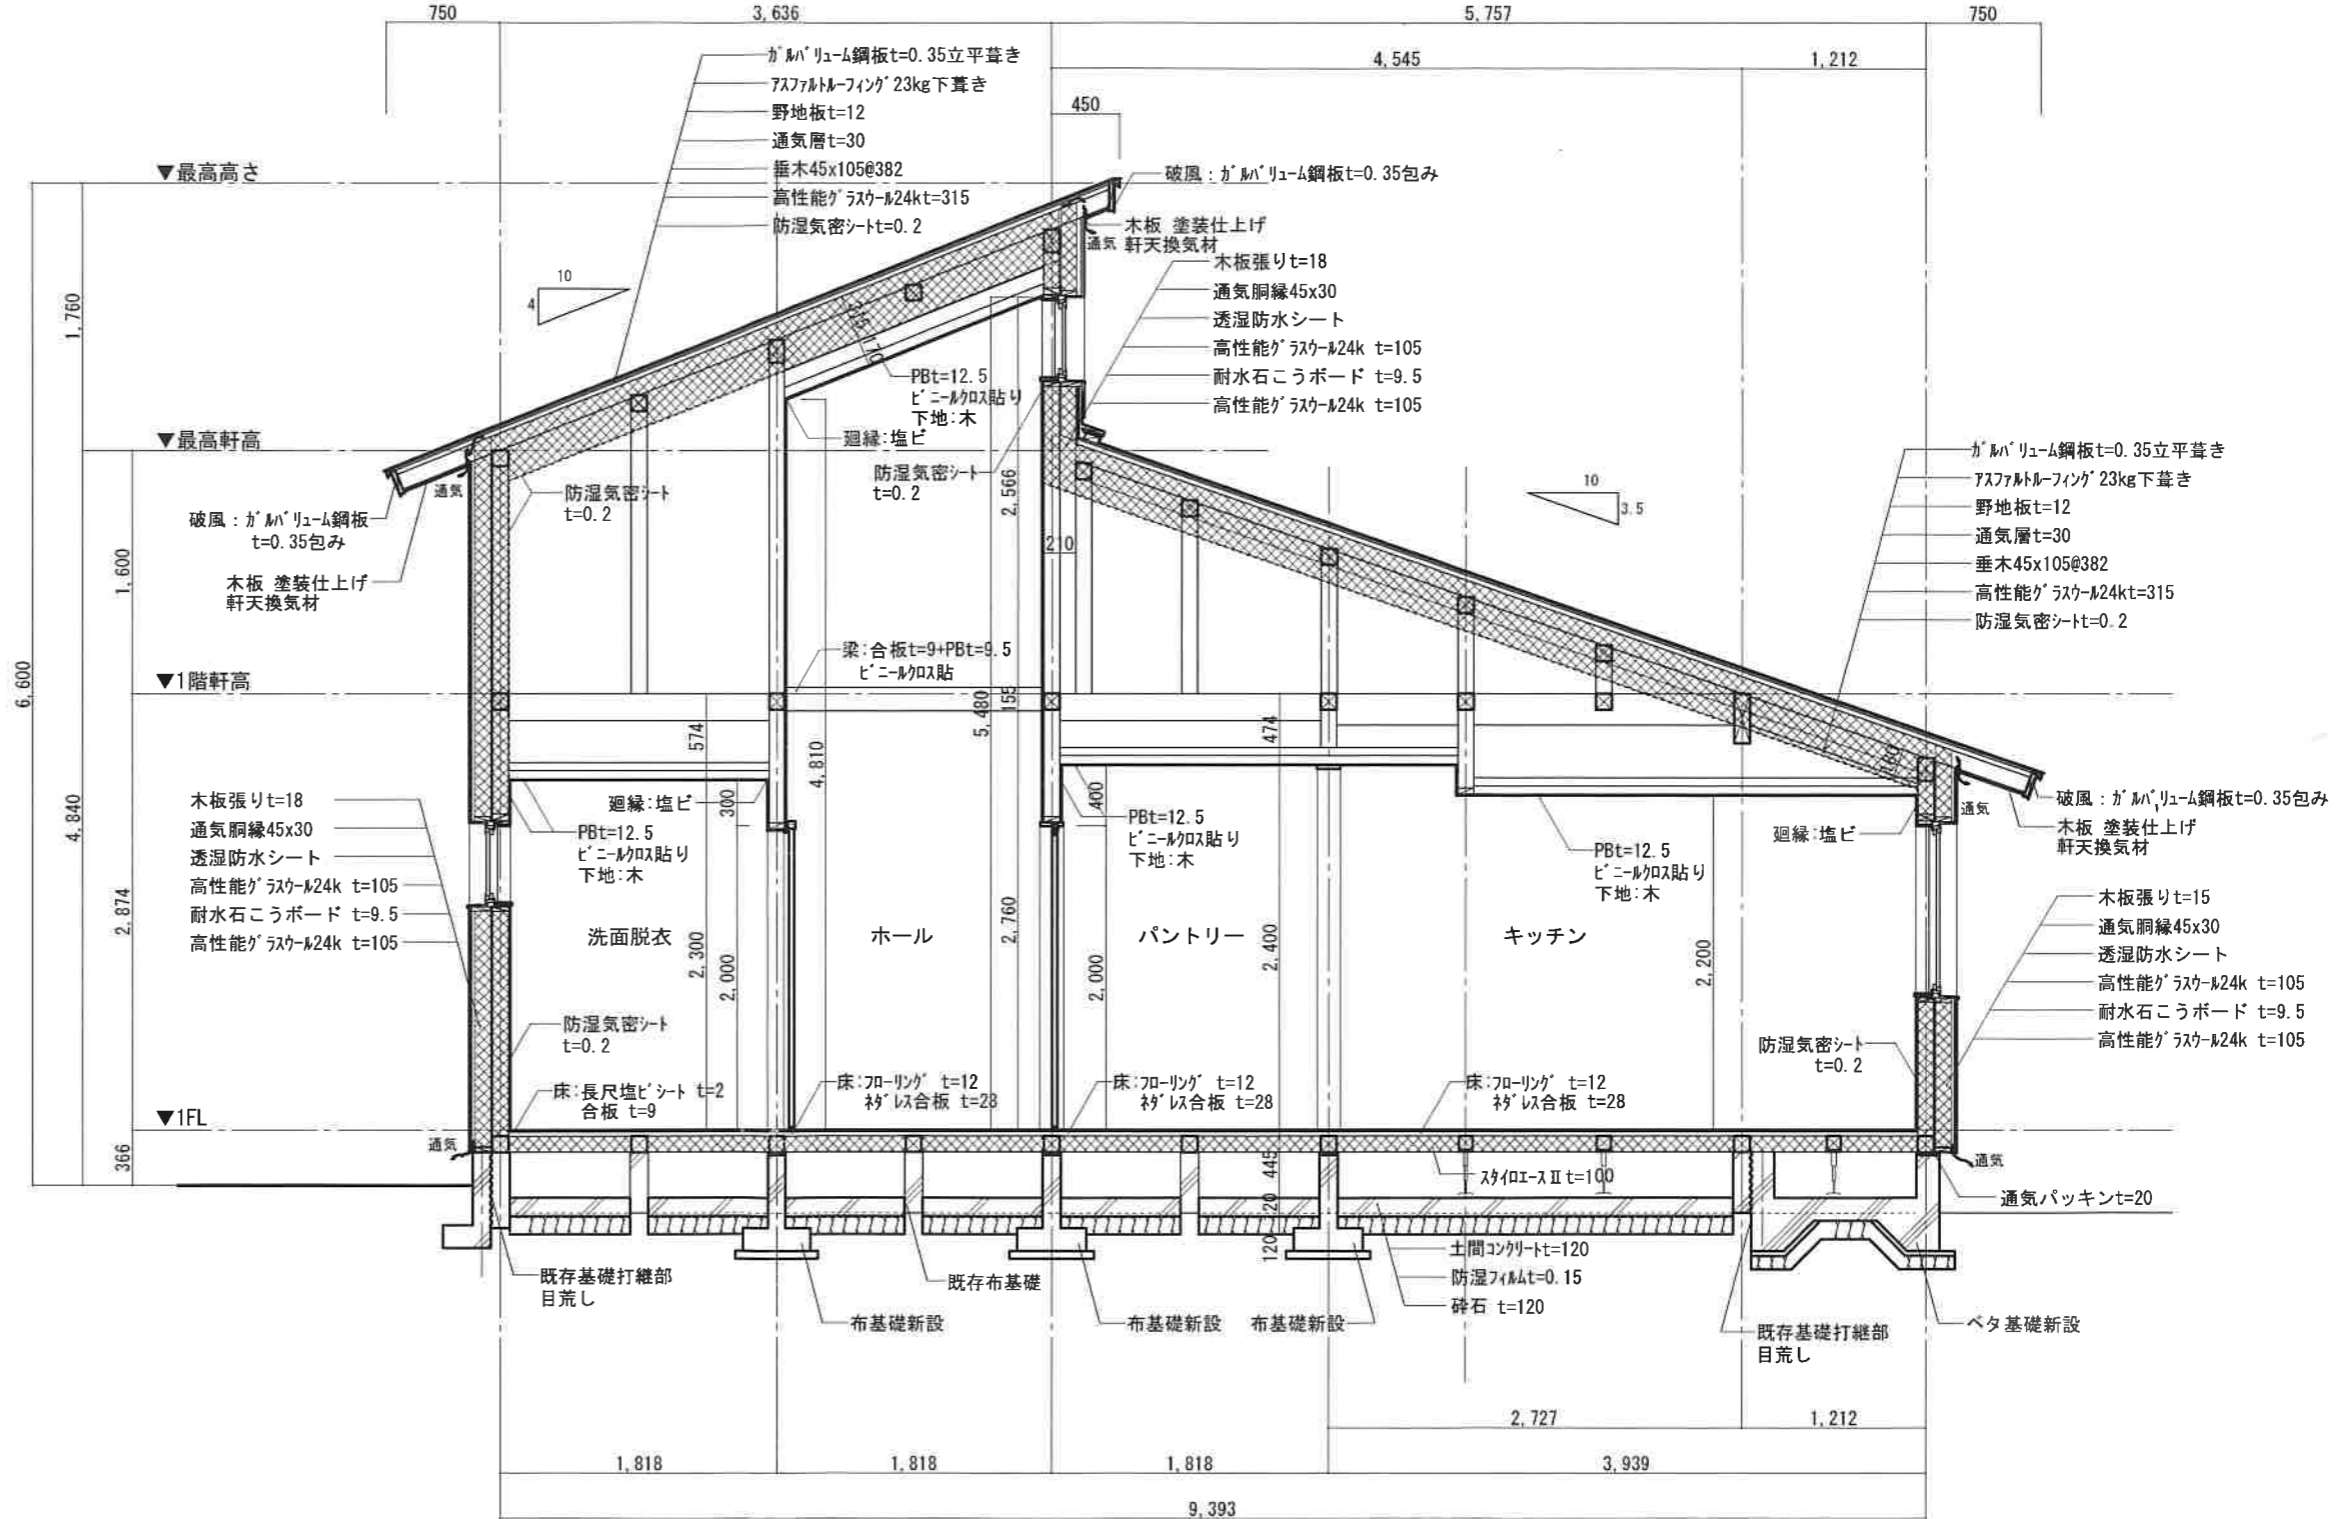 750
3,636
5,757
750
4,545
1,212
450
ガルバリューム鋼板t=0.35立平葺き
アスファルトルーフィング23kg下葺き
野地板t=12
通気層t=30
垂木45x105@382
高性能グラスウール24kt=315
防湿気密シートt=0.2
▼最高高さ
破風：ガルバリューム鋼板t=0.35包み
木板 塗装仕上げ
軒天換気材
通気
木板張りt=18
通気胴縁45x30
透湿防水シート
高性能グラスウール24k t=105
耐水石こうボード t=9.5
高性能グラスウール24k t=105
10
4
1,760
315
170
PBt=12.5
ビニールクロス貼り
下地:木
廻縁:塩ビ
▼最高軒高
防湿気密シート
t=0.2
2,566
防湿気密シート
t=0.2
通気
破風：ガルバリューム鋼板
t=0.35包み
木板 塗装仕上げ
軒天換気材
210
10
3.5
ガルバリューム鋼板t=0.35立平葺き
アスファルトルーフィング23kg下葺き
野地板t=12
通気層t=30
垂木45x105@382
高性能グラスウール24kt=315
防湿気密シートt=0.2
1,600
6,600
梁:合板t=9+PBt=9.5
ビニールクロス貼
▼1階軒高
574
5,480
155
474
4,810
4,840
木板張りt=18
通気胴縁45x30
透湿防水シート
高性能グラスウール24k t=105
耐水石こうボード t=9.5
高性能グラスウール24k t=105
廻縁:塩ビ
300
PBt=12.5
ビニールクロス貼り
下地:木
400
PBt=12.5
ビニールクロス貼り
下地:木
PBt=12.5
ビニールクロス貼り
下地:木
廻縁:塩ビ
通気
破風：ガルバリューム鋼板t=0.35包み
木板 塗装仕上げ
軒天換気材
2,874
洗面脱衣
2,300
2,000
ホール
2,760
パントリー
2,000
2,400
キッチン
2,200
木板張りt=15
通気胴縁45x30
透湿防水シート
高性能グラスウール24k t=105
耐水石こうボード t=9.5
高性能グラスウール24k t=105
防湿気密シート
t=0.2
防湿気密シート
t=0.2
床:長尺塩ビシート t=2
合板 t=9
床:フローリング t=12
ネダレス合板 t=28
床:フローリング t=12
ネダレス合板 t=28
床:フローリング t=12
ネダレス合板 t=28
▼1FL
366
通気
445
120
120
スタイロエースⅡ t=100
通気
通気パッキンt=20
土間コンクリートt=120
防湿フィルムt=0.15
砕石 t=120
既存基礎打継部
目荒し
布基礎新設
既存布基礎
布基礎新設
布基礎新設
既存基礎打継部
目荒し
ベタ基礎新設
2,727
1,212
1,818
1,818
1,818
3,939
9,393